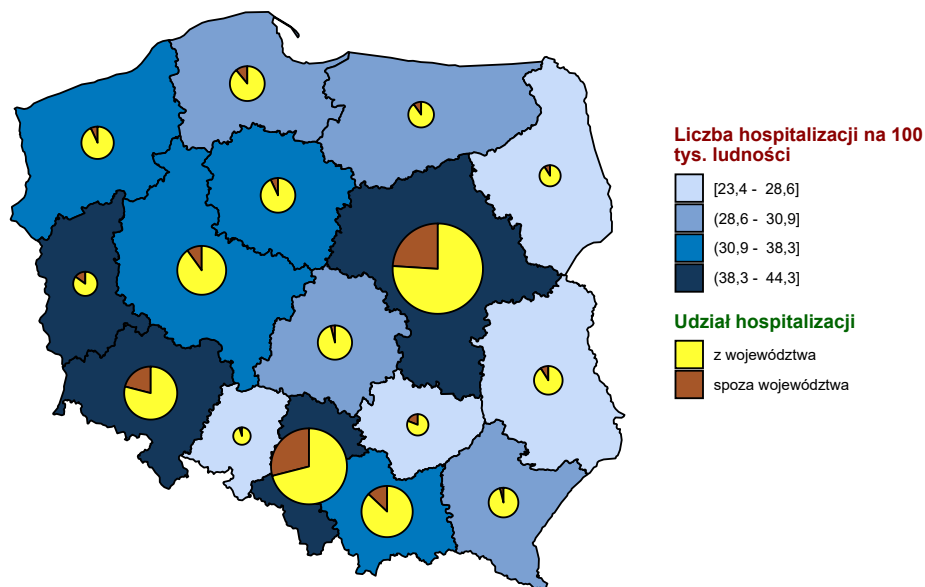 Liczba hospitalizacji na 100
tys. ludności
[23,4 - 28,6]
(28,6 - 30,9]
(30,9 - 38,3]
(38,3 - 44,3]
Udział hospitalizacji
z województwa
spoza województwa